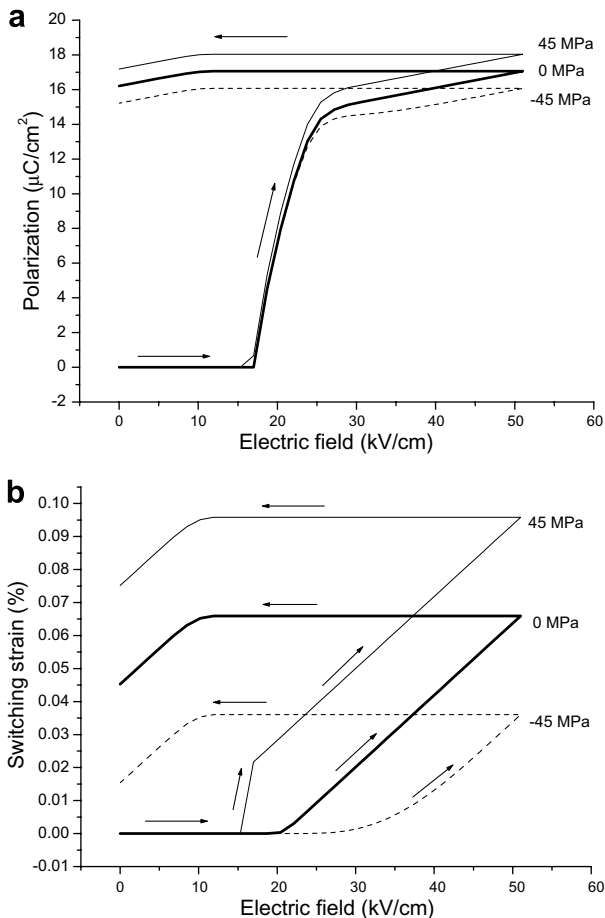 a
20
18
16
14
12
10
8
6
4
2
0
-2
Polarization (μC/cm²)
45 MPa
0 MPa
-45 MPa
0 10 20 30 40 50 60
Electric field (kV/cm)
b
0.10
0.09
0.08
0.07
0.06
0.05
0.04
0.03
0.02
0.01
0.00
-0.01
Switching strain (%)
45 MPa
0 MPa
-45 MPa
0 10 20 30 40 50 60
Electric field (kV/cm)